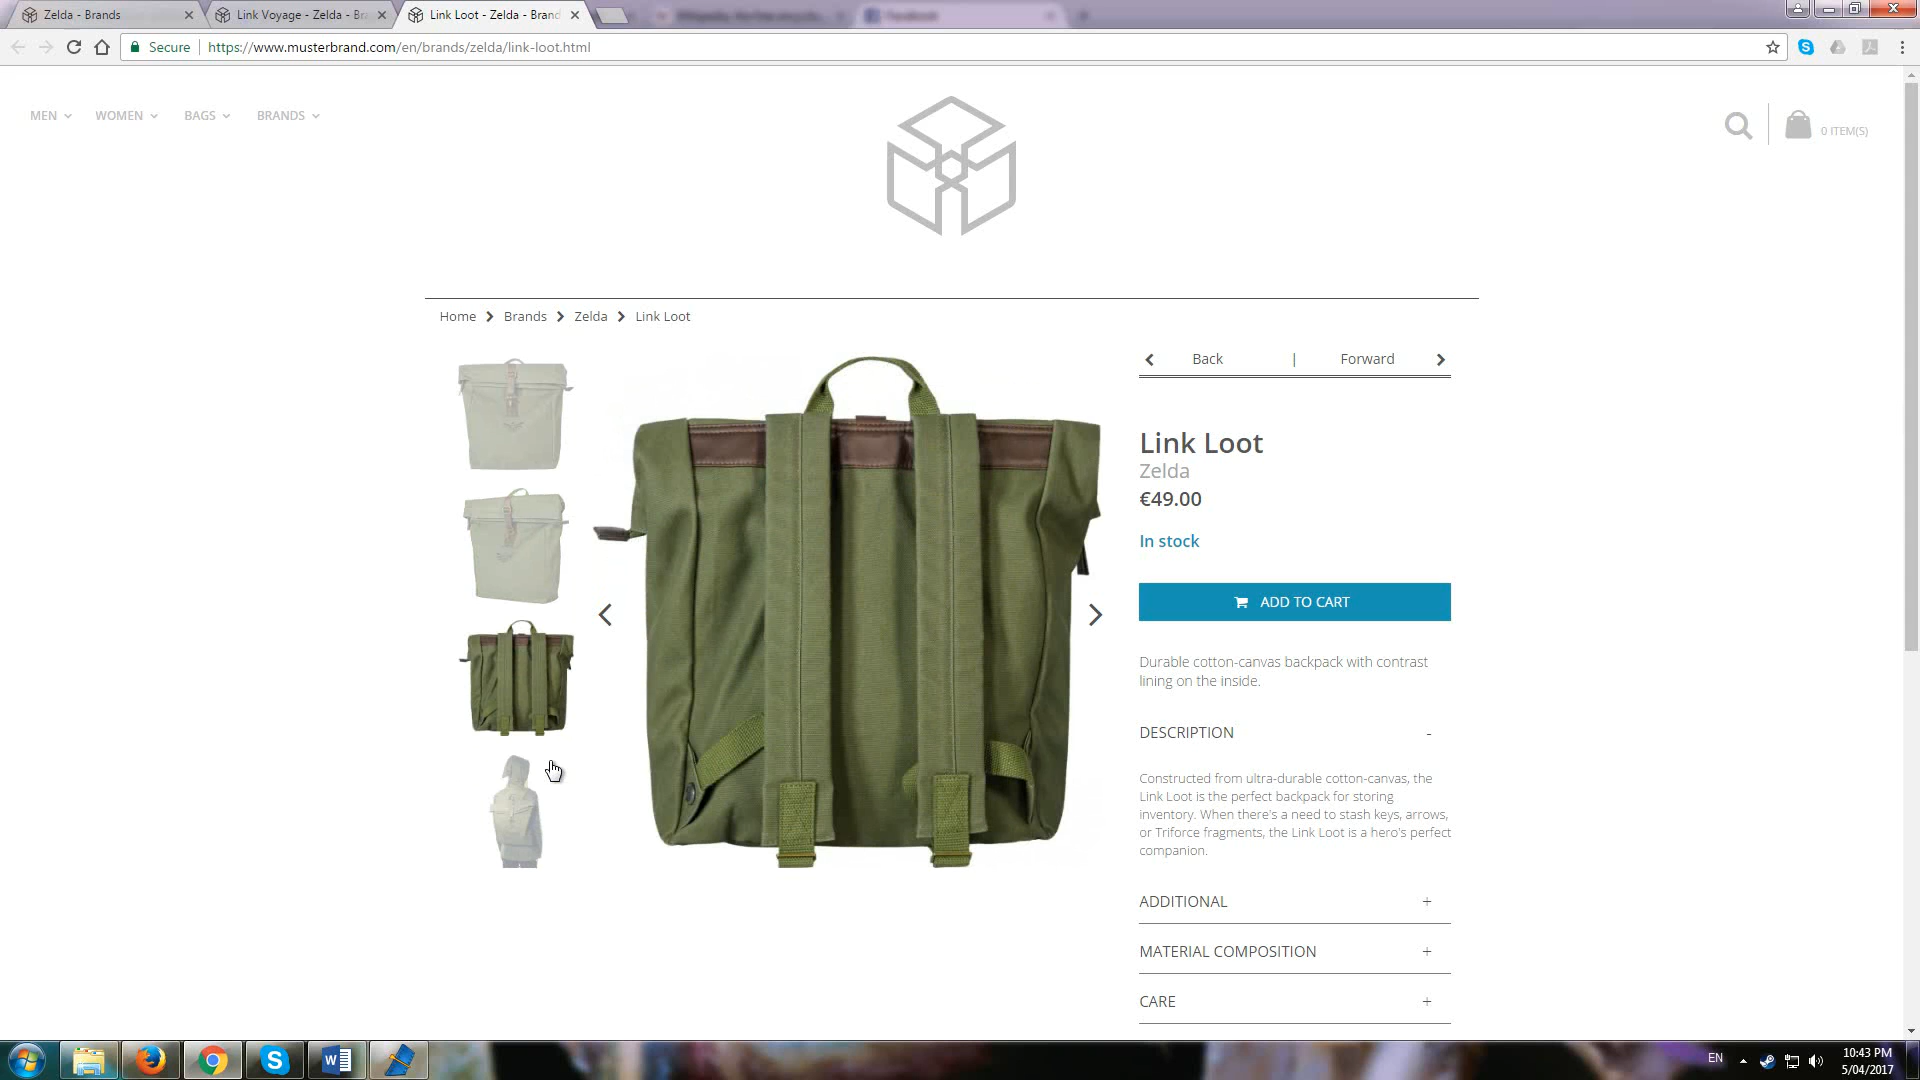 Zelda - Brands
Link Voyage - Zelda - Bra
Link Loot - Zelda - Brand
Secure
https://www.musterbrand.com/en/brands/zelda/link-loot.html
MEN
WOMEN
BAGS
BRANDS
0 ITEM(S)
Home
Brands
Zelda
Link Loot
Back | Forward
Link Loot
Zelda
€49.00
In stock
ADD TO CART
Durable cotton-canvas backpack with contrast
lining on the inside.
DESCRIPTION -
Constructed from ultra-durable cotton-canvas, the
Link Loot is the perfect backpack for storing
inventory. When there's a need to stash keys, arrows,
or Triforce fragments, the Link Loot is a hero's perfect
companion.
ADDITIONAL +
MATERIAL COMPOSITION +
CARE +
EN
10:43 PM
5/04/2017